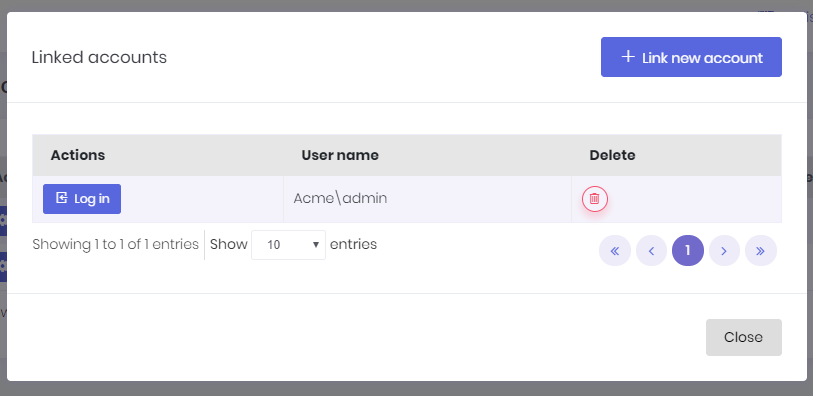 Linked accounts
+ Link new account
Actions User name Delete
Log in Acme\admin
Showing 1 to 1 of 1 entries Show 10 entries « ‹ 1 › »
Close